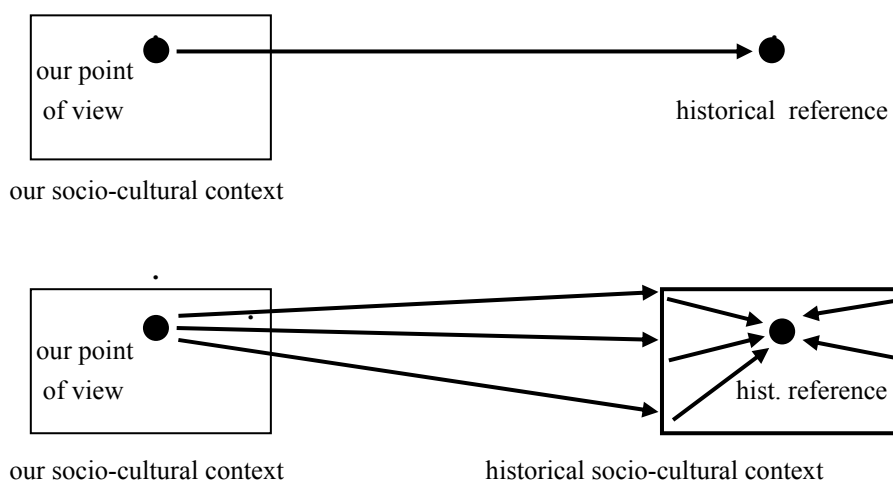 our point
of view
historical reference
our socio-cultural context
our point
of view
hist. reference
our socio-cultural context
historical socio-cultural context